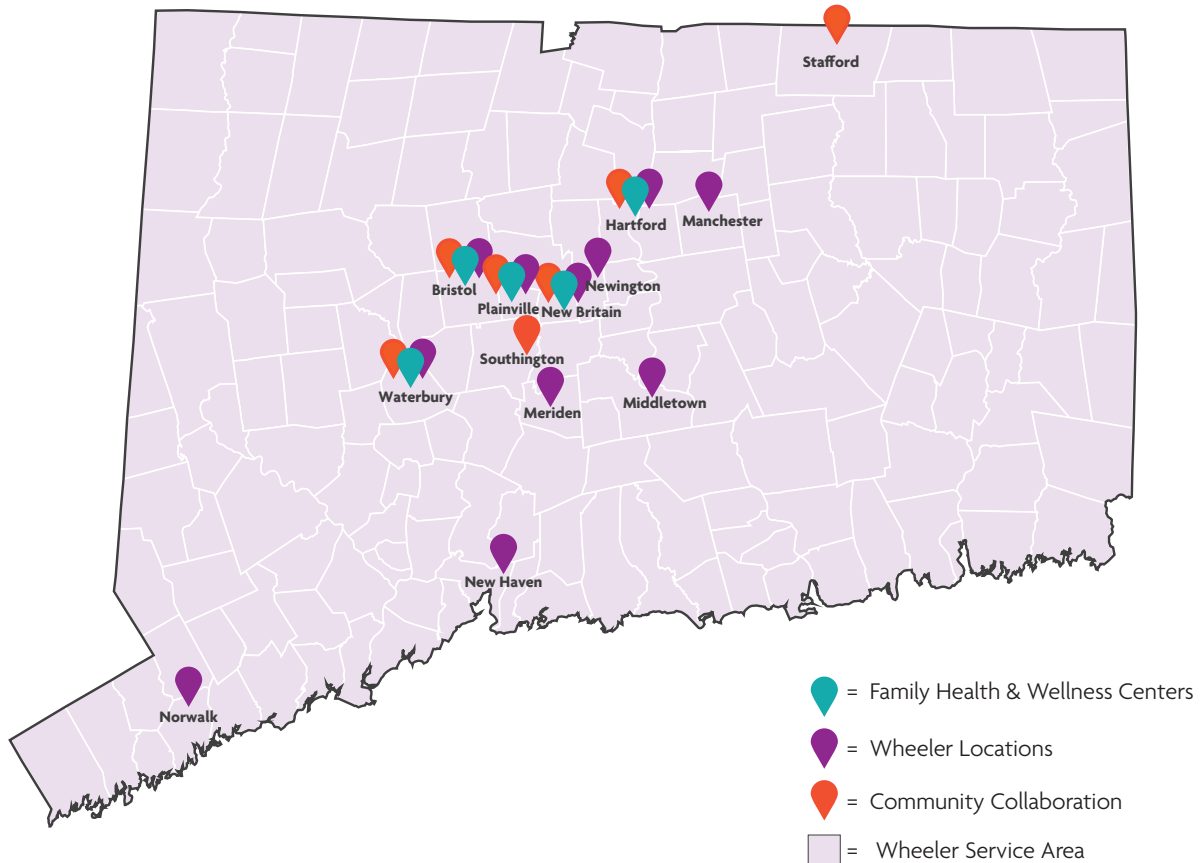 Stafford
Hartford
Manchester
Bristol
Newington
Plainville
New Britain
Southington
Waterbury
Meriden
Middletown
New Haven
Norwalk
= Family Health & Wellness Centers
= Wheeler Locations
= Community Collaboration
= Wheeler Service Area